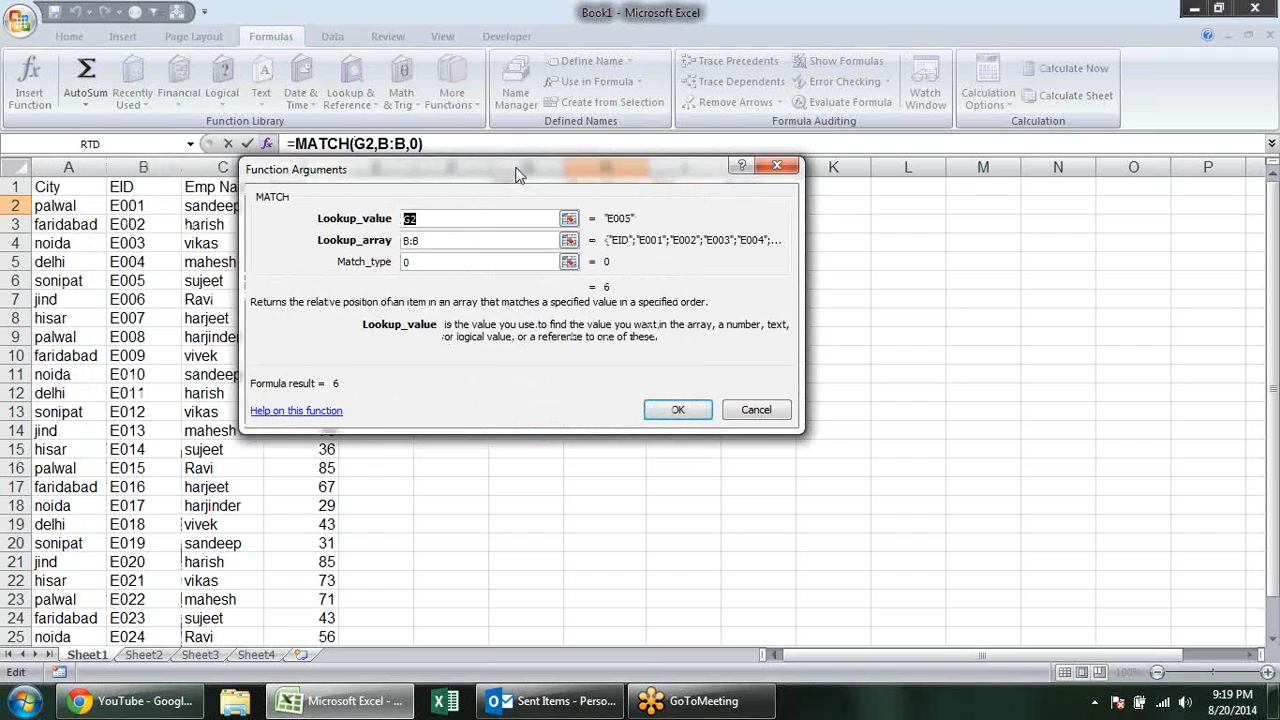 Book1 - Microsoft Excel
Home Insert Page Layout Formulas Data Review View Developer
Insert Function
AutoSum
Recently Used
Financial
Logical
Text
Date & Time
Lookup & Reference
Math & Trig
More Functions
Function Library
Name Manager
Define Name
Use in Formula
Create from Selection
Defined Names
Trace Precedents
Trace Dependents
Remove Arrows
Show Formulas
Error Checking
Evaluate Formula
Formula Auditing
Watch Window
Calculation Options
Calculate Now
Calculate Sheet
Calculation
RTD fx =MATCH(G2,B:B,0)
A B C K L M N O P
1 City EID Emp Na
2 palwal E001 sandeep
3 faridabad E002 harish
4 noida E003 vikas
5 delhi E004 mahesh
6 sonipat E005 sujeet
7 jind E006 Ravi
8 hisar E007 harjeet
9 palwal E008 harjinder
10 faridabad E009 vivek
11 noida E010 sandeep
12 delhi E011 harish
13 sonipat E012 vikas
14 jind E013 mahesh
15 hisar E014 sujeet 36
16 palwal E015 Ravi 85
17 faridabad E016 harjeet 67
18 noida E017 harjinder 29
19 delhi E018 vivek 43
20 sonipat E019 sandeep 31
21 jind E020 harish 85
22 hisar E021 vikas 73
23 palwal E022 mahesh 71
24 faridabad E023 sujeet 43
25 noida E024 Ravi 56
Function Arguments
MATCH
Lookup_value G2 = "E005"
Lookup_array B:B = {"EID";"E001";"E002";"E003";"E004";...
Match_type 0 = 0
= 6
Returns the relative position of an item in an array that matches a specified value in a specified order.
Lookup_value is the value you use to find the value you want in the array, a number, text,
or logical value, or a reference to one of these.
Formula result = 6
Help on this function
OK Cancel
Sheet1 Sheet2 Sheet3 Sheet4
Edit 100%
YouTube - Googl...
Microsoft Excel - ...
Sent Items - Perso...
GoToMeeting
9:19 PM
8/20/2014